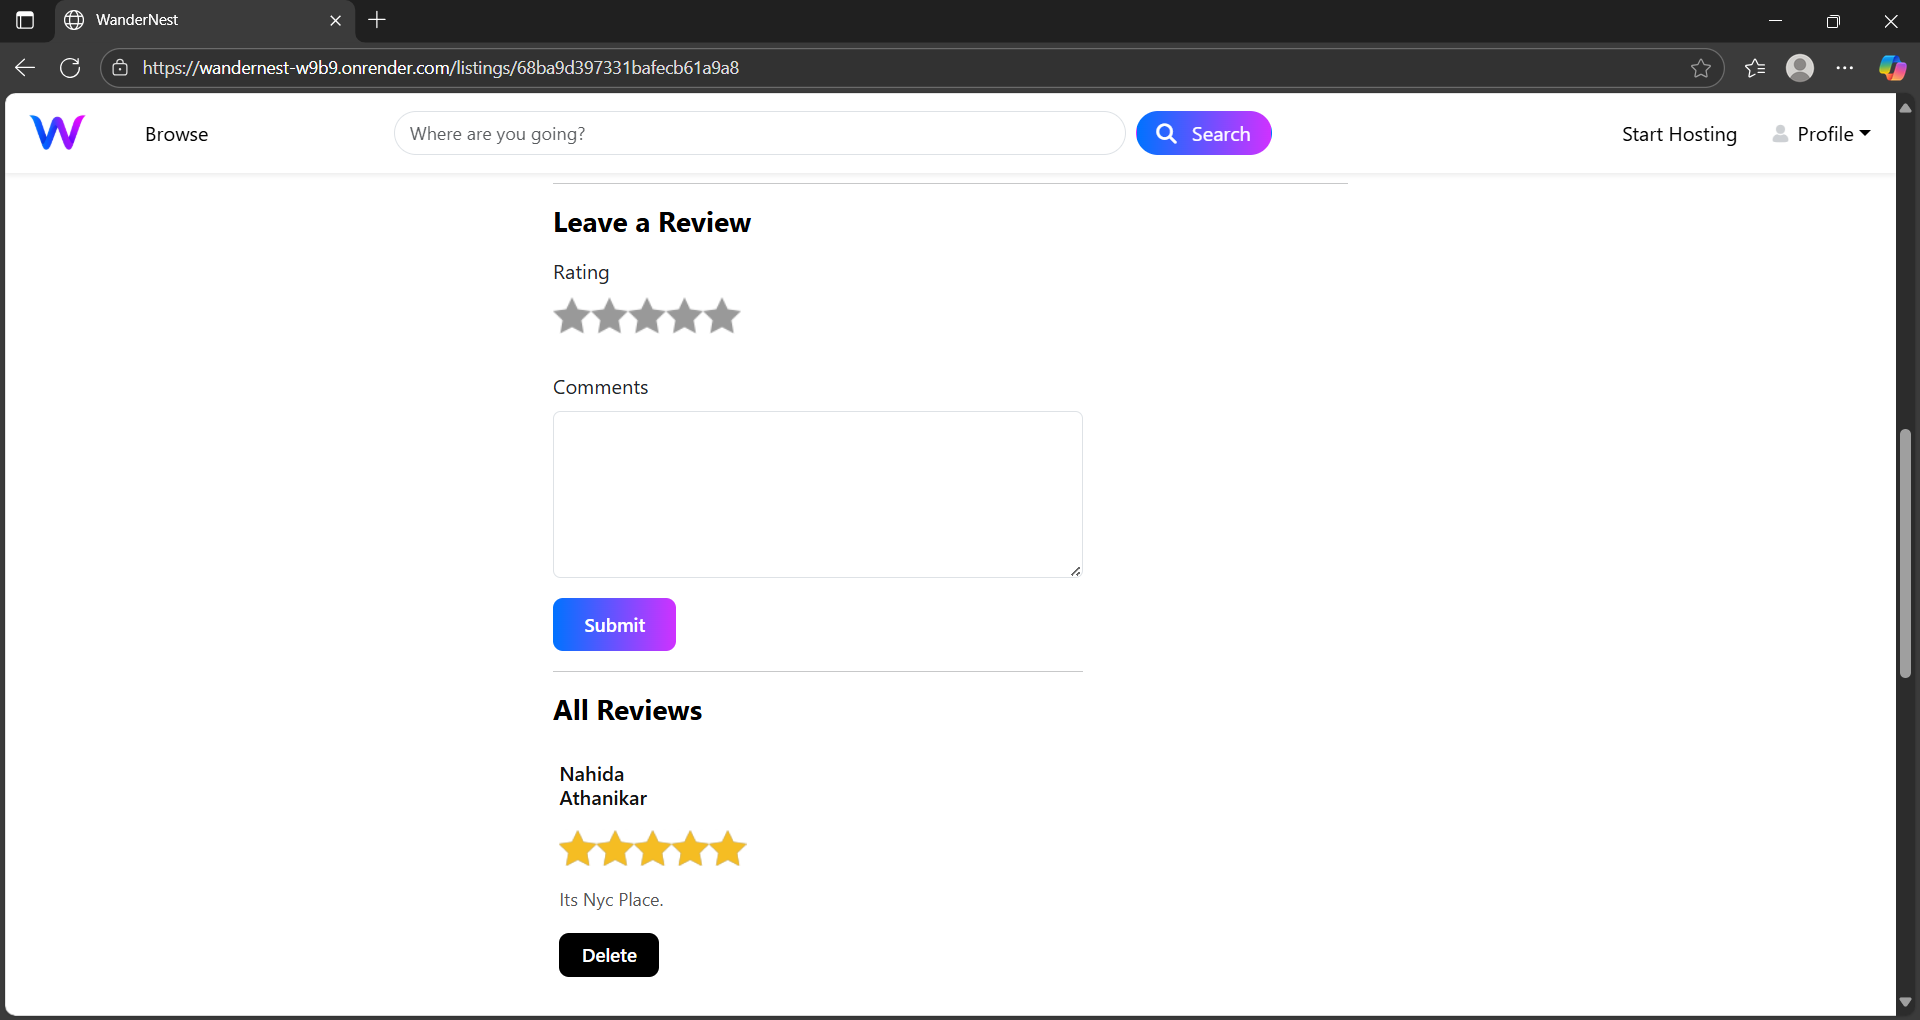 WanderNest
https://wandernest-w9b9.onrender.com/listings/68ba9d397331bafecb61a9a8
W
Browse
Where are you going?
Search
Start Hosting
Profile
Leave a Review
Rating
Comments
Submit
All Reviews
Nahida
Athanikar
Its Nyc Place.
Delete